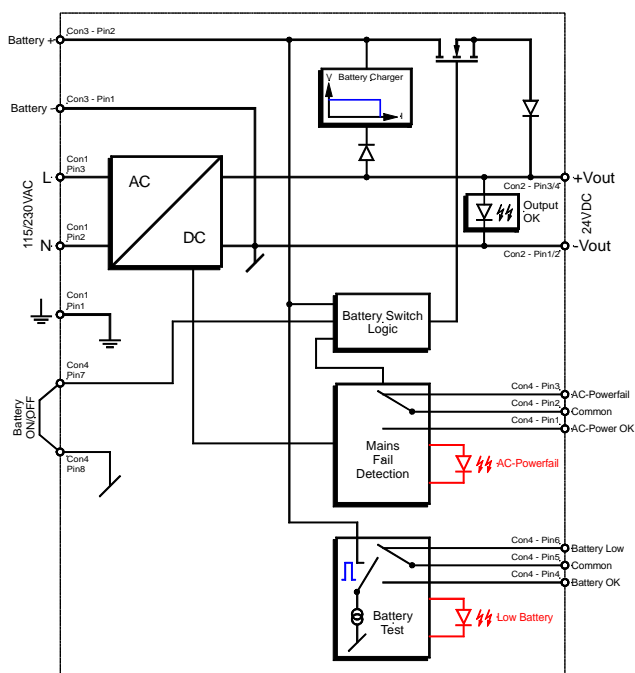 Battery +
Con3 - Pin2
Battery Charger
V
I
Battery -
Con3 - Pin1
115/230VAC
L
Con1
Pin3
AC
DC
+Vout
Con2 - Pin3/4
Output
OK
24VDC
N
Con1
Pin2
-Vout
Con2 - Pin1/2
Con1
Pin1
Battery Switch
Logic
Con4
Pin7
Battery
ON/OFF
Con4
Pin8
Con4 - Pin3
AC-Powerfail
Con4 - Pin2
Common
Con4 - Pin1
AC-Power OK
Mains
Fail
Detection
AC-Powerfail
Con4 - Pin6
Battery Low
Con4 - Pin5
Common
Con4 - Pin4
Battery OK
Battery
Test
Low Battery